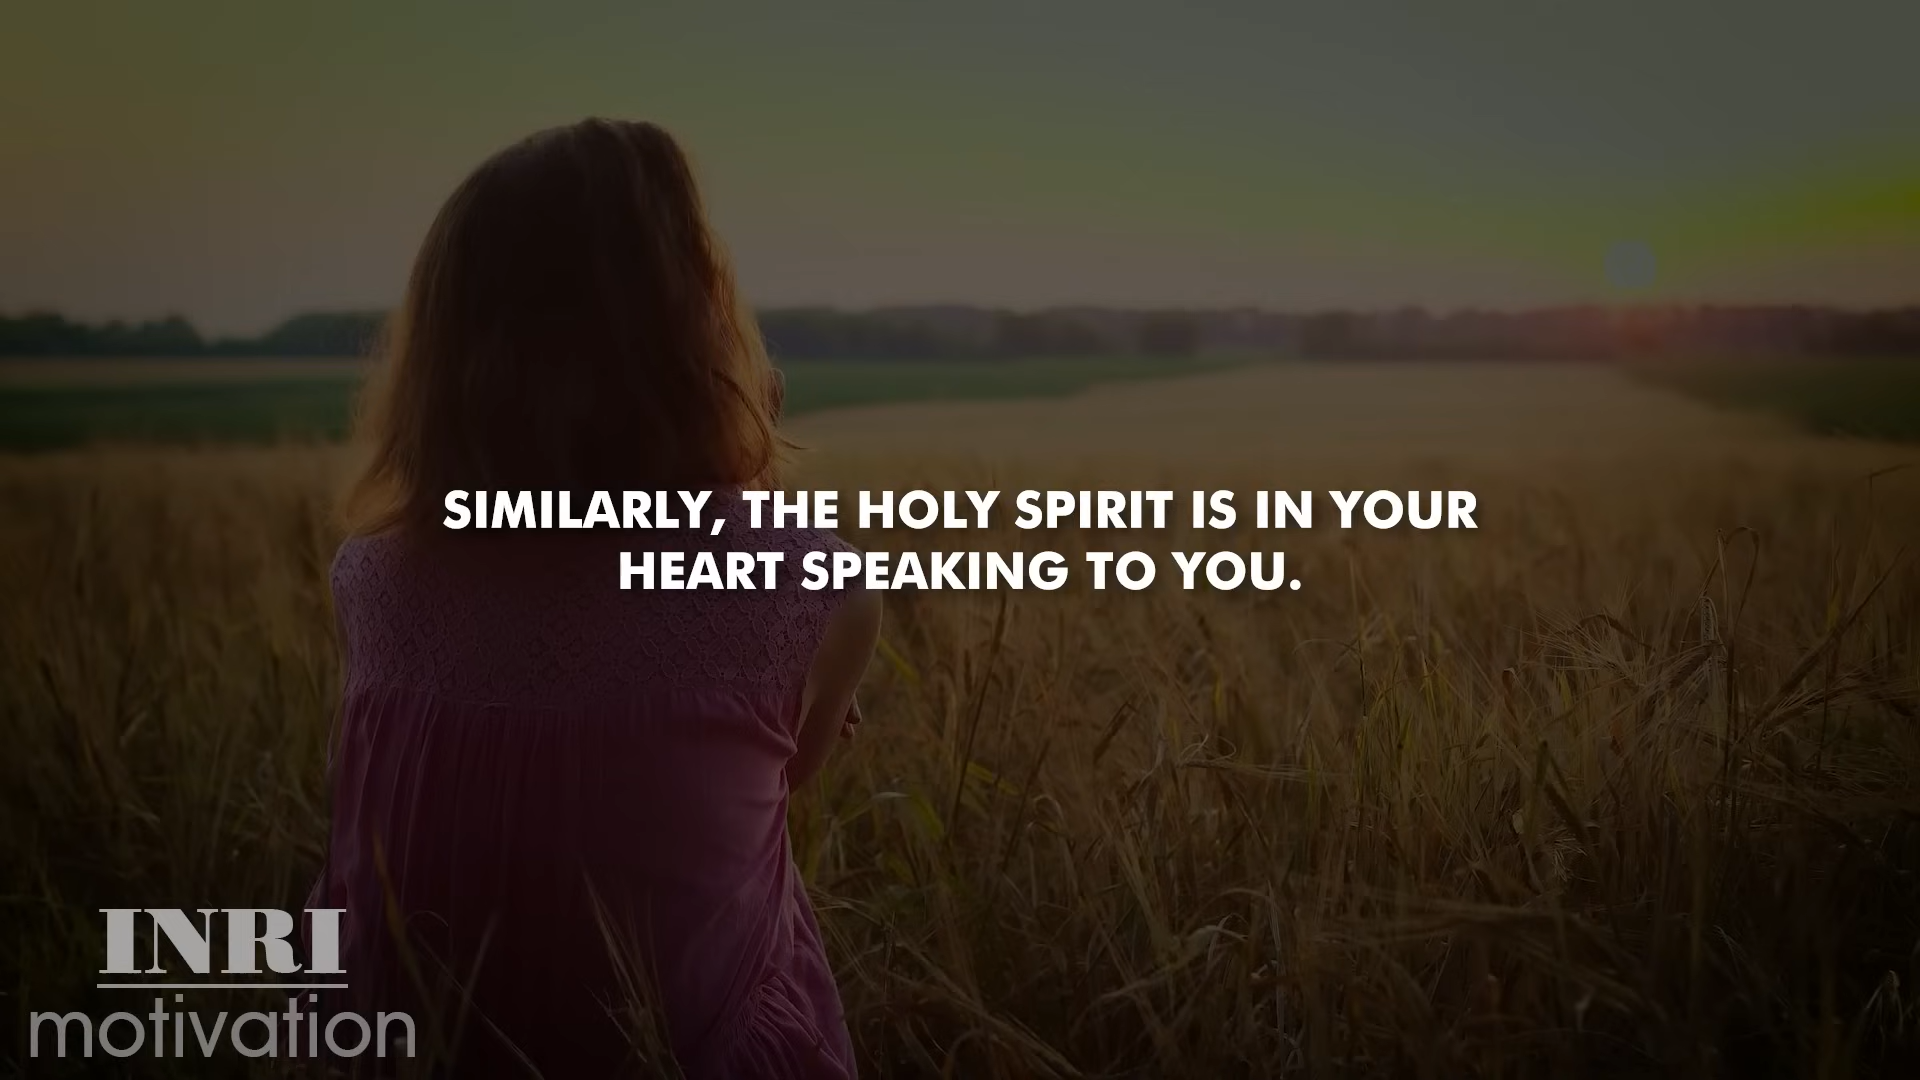 SIMILARLY, THE HOLY SPIRIT IS IN YOUR
HEART SPEAKING TO YOU.
INRI
motivation